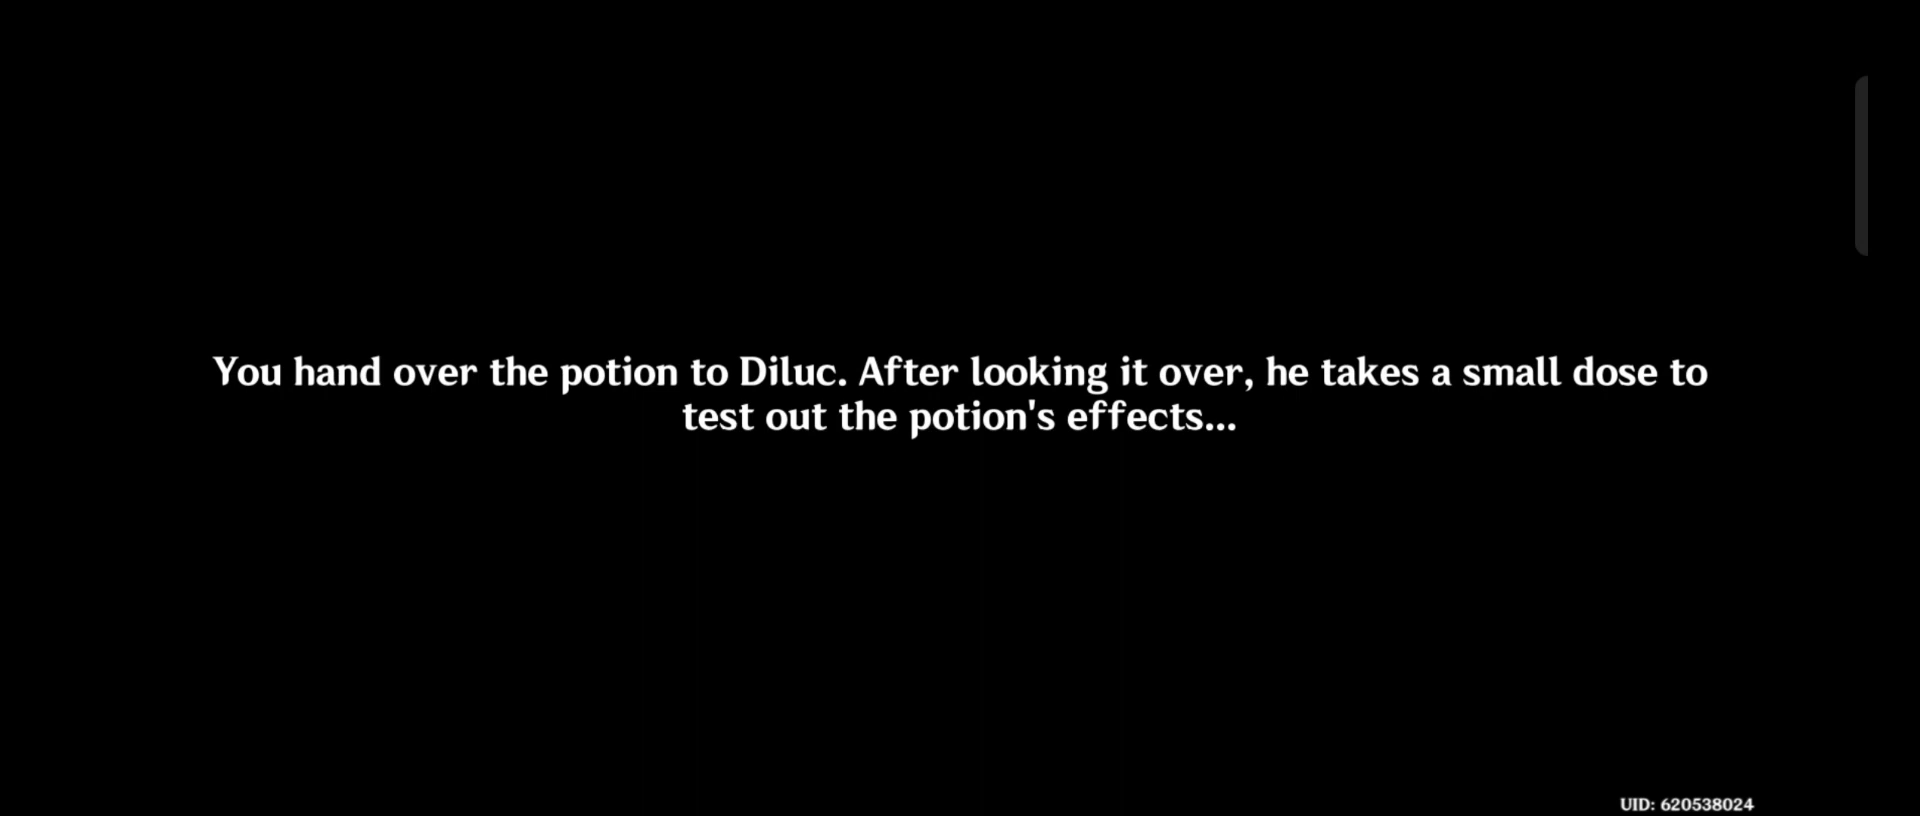 You hand over the potion to Diluc. After looking it over, he takes a small dose to
test out the potion's effects...
UID: 620538024